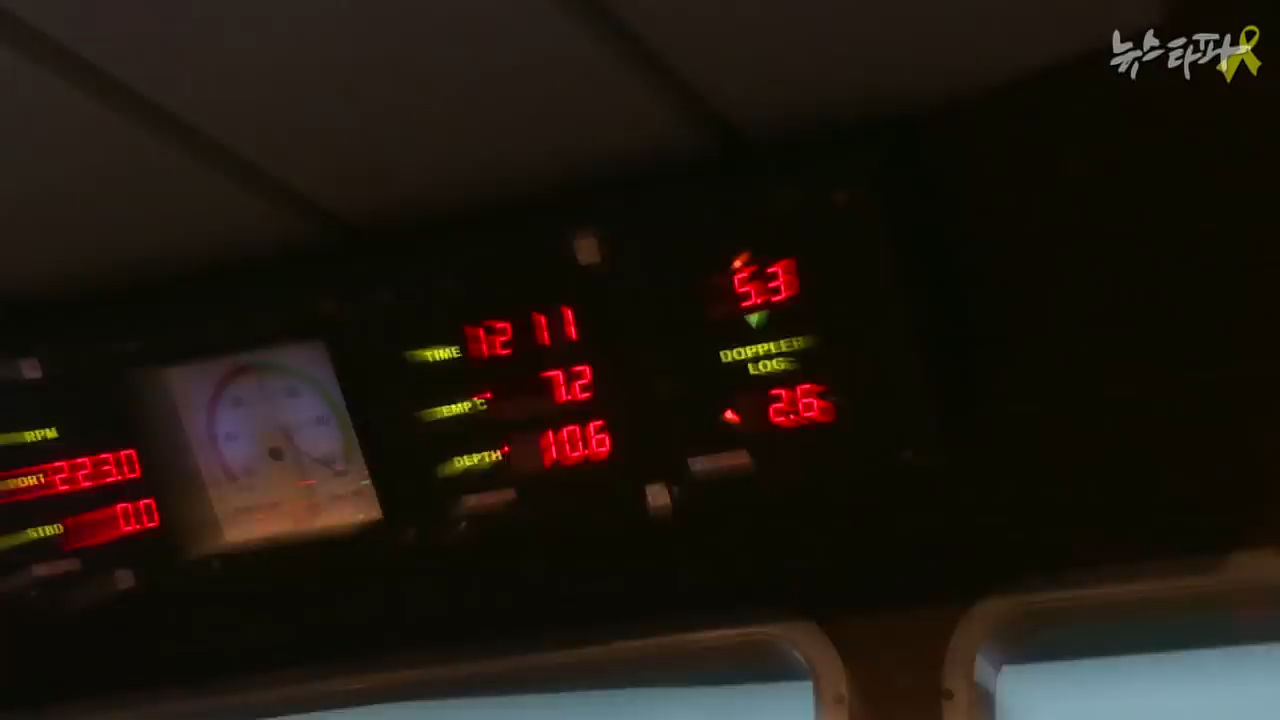 뉴스타파
TIME 12 11
TEMP°C 7.2
DEPTH 10.6
5.3
DOPPLER
LOG
2.6
RPM
PORT 223.0
STBD 0.0